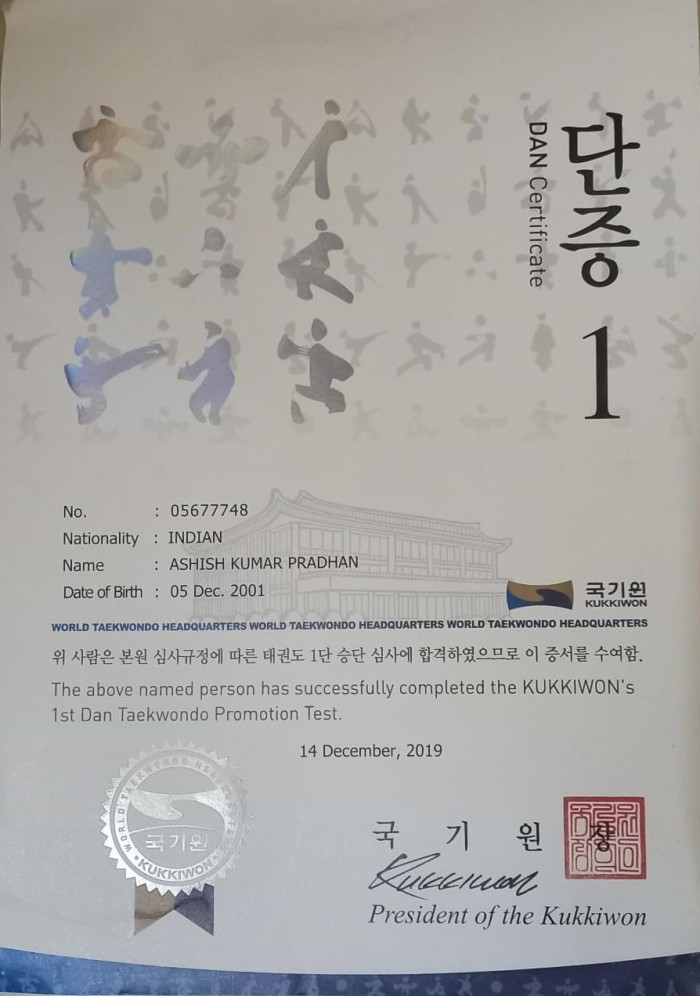 단증
DAN Certificate
1
No. : 05677748
Nationality : INDIAN
Name : ASHISH KUMAR PRADHAN
Date of Birth : 05 Dec. 2001
국기원
KUKKIWON
WORLD TAEKWONDO HEADQUARTERS WORLD TAEKWONDO HEADQUARTERS WORLD TAEKWONDO HEADQUARTERS
위 사람은 본원 심사규정에 따른 태권도 1단 승단 심사에 합격하였으므로 이 증서를 수여함.
The above named person has successfully completed the KUKKIWON's
1st Dan Taekwondo Promotion Test.
14 December, 2019
WORLD TAEKWONDO HEADQUARTERS
국기원
KUKKIWON
국 기 원 장
Kukkiwon
President of the Kukkiwon